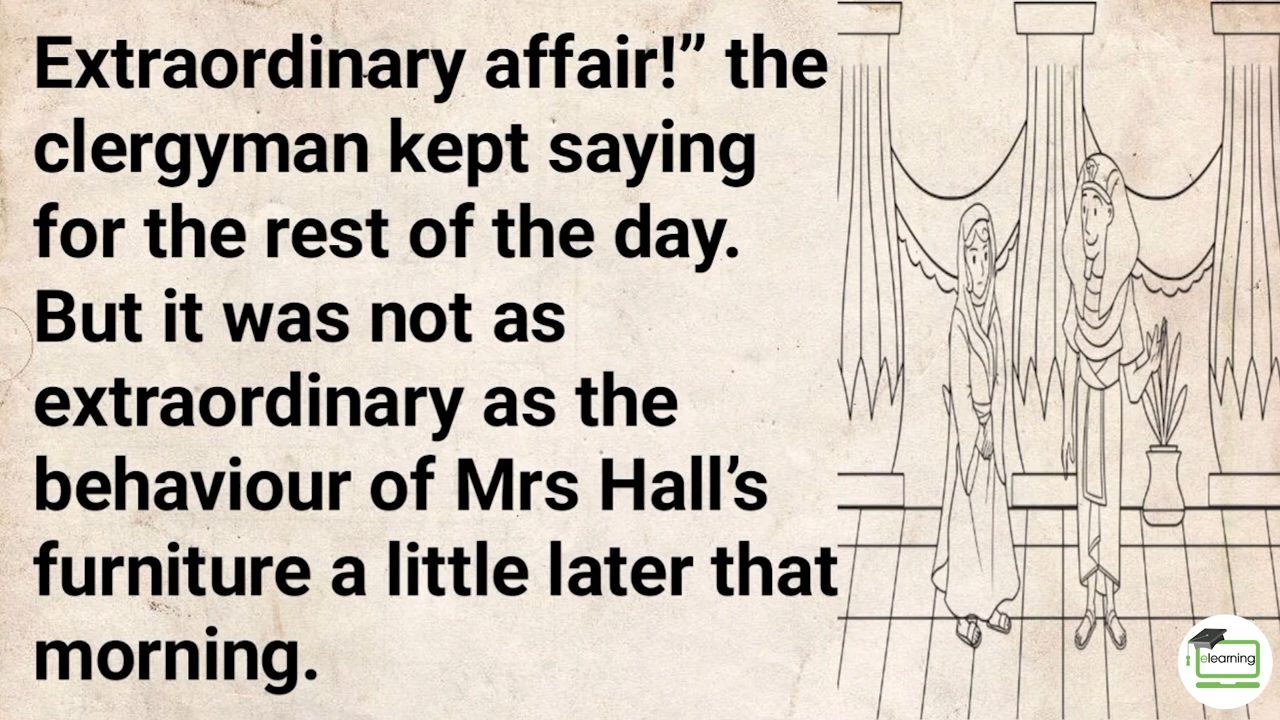 Extraordinary affair!” the
clergyman kept saying
for the rest of the day.
But it was not as
extraordinary as the
behaviour of Mrs Hall’s
furniture a little later that
morning.
elearning